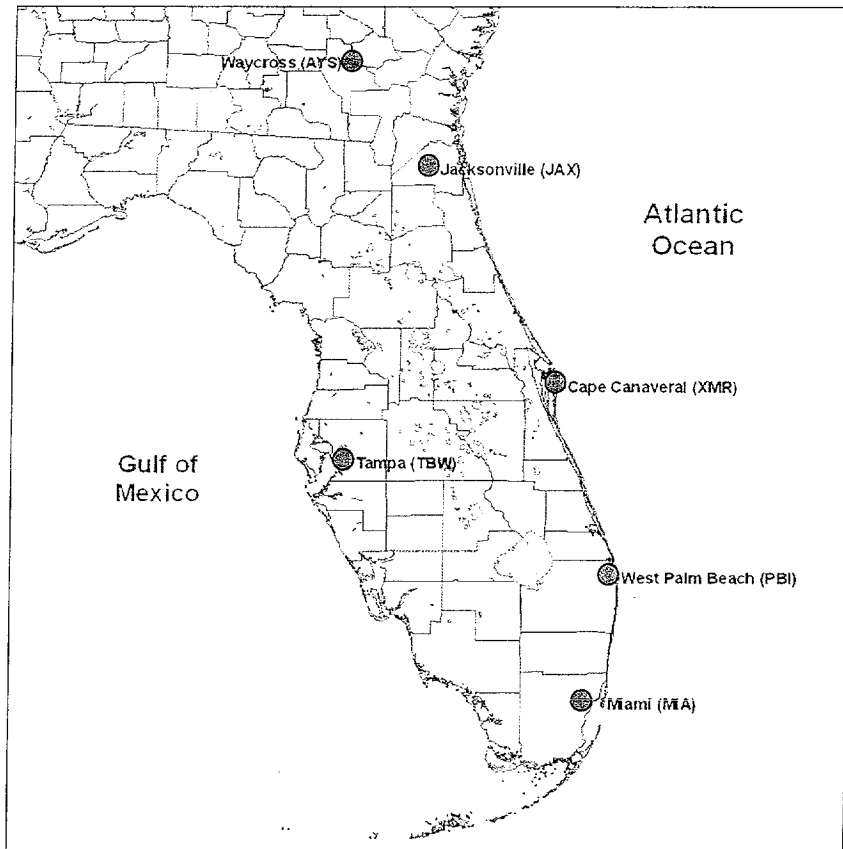 Waycross (AYS)
Jacksonville (JAX)
Atlantic
Ocean
Cape Canaveral (XMR)
Gulf of
Mexico
Tampa (TBW)
West Palm Beach (PBI)
Miami (MIA)